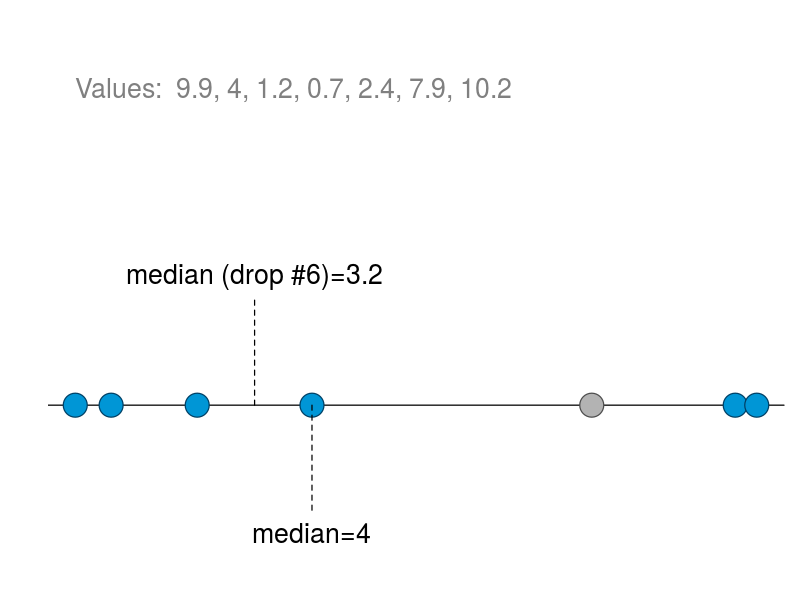 Values: 9.9, 4, 1.2, 0.7, 2.4, 7.9, 10.2
median (drop #6)=3.2
median=4